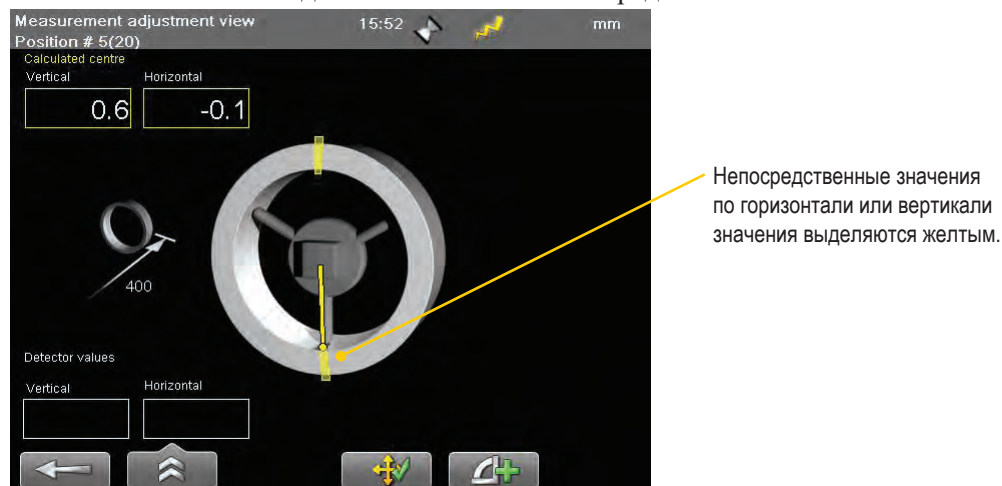 Measurement adjustment view 15:52 mm
Position # 5(20)
Calculated centre
Vertical Horizontal
0.6 -0.1
400
Непосредственные значения
по горизонтали или вертикали
значения выделяются желтым.
Detector values
Vertical Horizontal